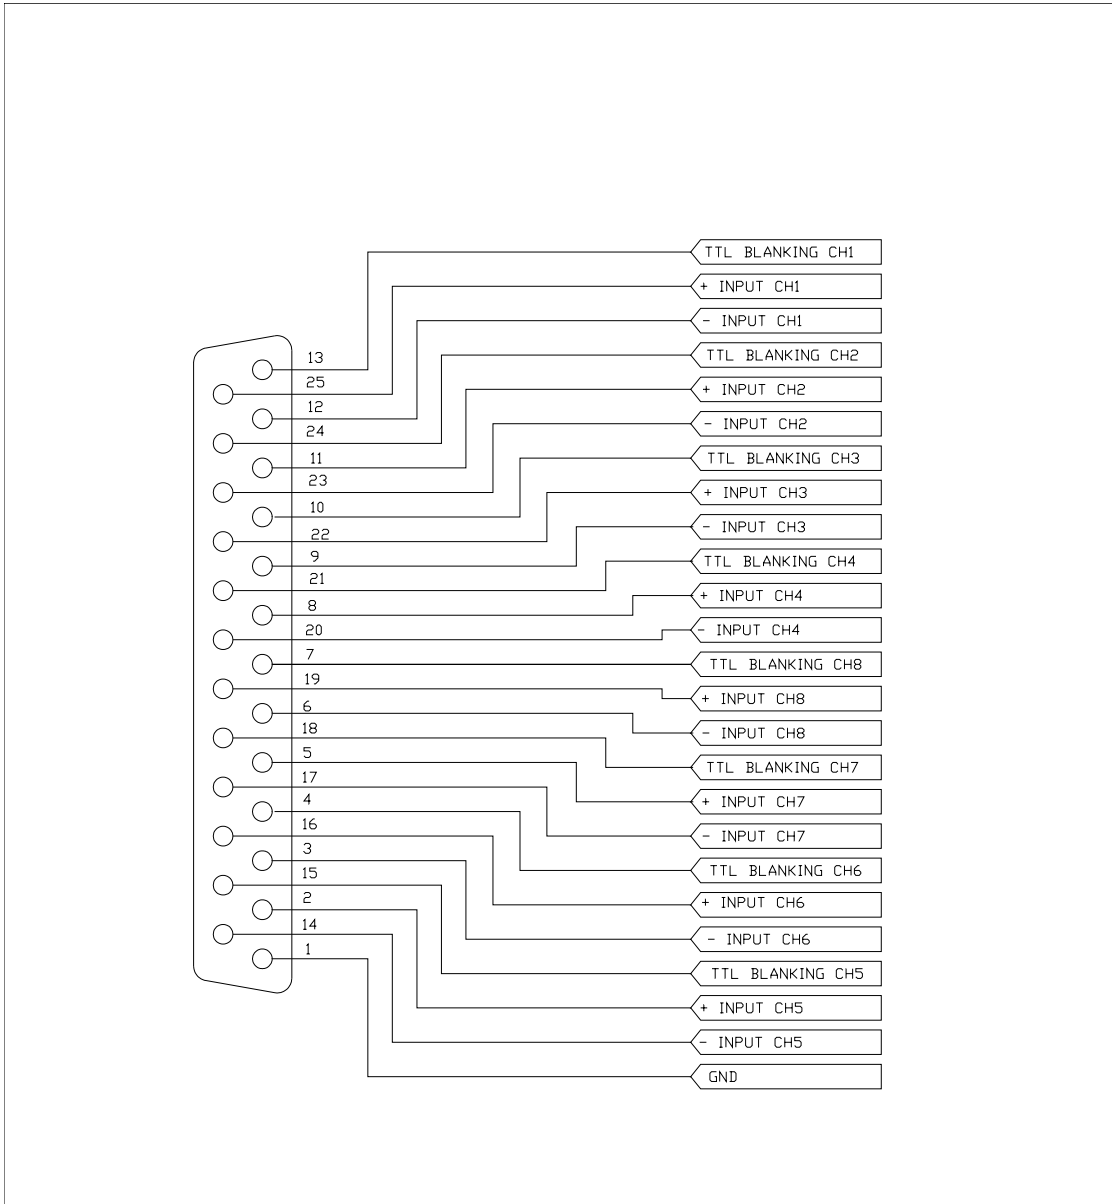 TTL BLANKING CH1
+ INPUT CH1
- INPUT CH1
13
TTL BLANKING CH2
25
+ INPUT CH2
12
- INPUT CH2
24
TTL BLANKING CH3
11
23
+ INPUT CH3
10
- INPUT CH3
22
9
TTL BLANKING CH4
21
+ INPUT CH4
8
20
- INPUT CH4
7
TTL BLANKING CH8
19
+ INPUT CH8
6
18
- INPUT CH8
5
TTL BLANKING CH7
17
4
+ INPUT CH7
16
- INPUT CH7
3
15
TTL BLANKING CH6
2
+ INPUT CH6
14
- INPUT CH6
1
TTL BLANKING CH5
+ INPUT CH5
- INPUT CH5
GND